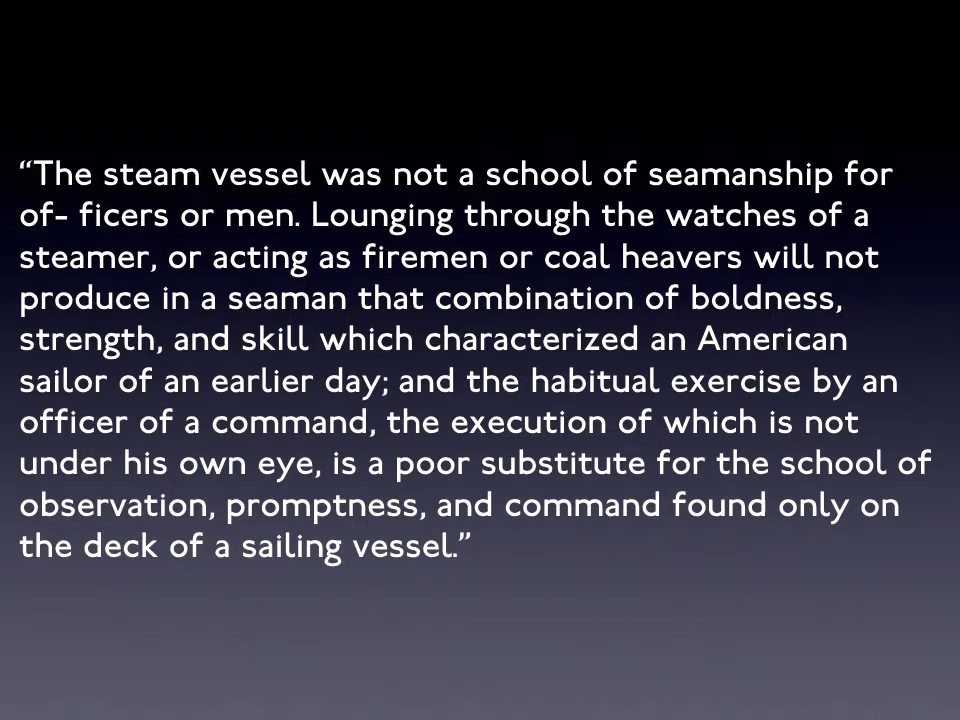 “The steam vessel was not a school of seamanship for
of- ficers or men. Lounging through the watches of a
steamer, or acting as firemen or coal heavers will not
produce in a seaman that combination of boldness,
strength, and skill which characterized an American
sailor of an earlier day; and the habitual exercise by an
officer of a command, the execution of which is not
under his own eye, is a poor substitute for the school of
observation, promptness, and command found only on
the deck of a sailing vessel.”